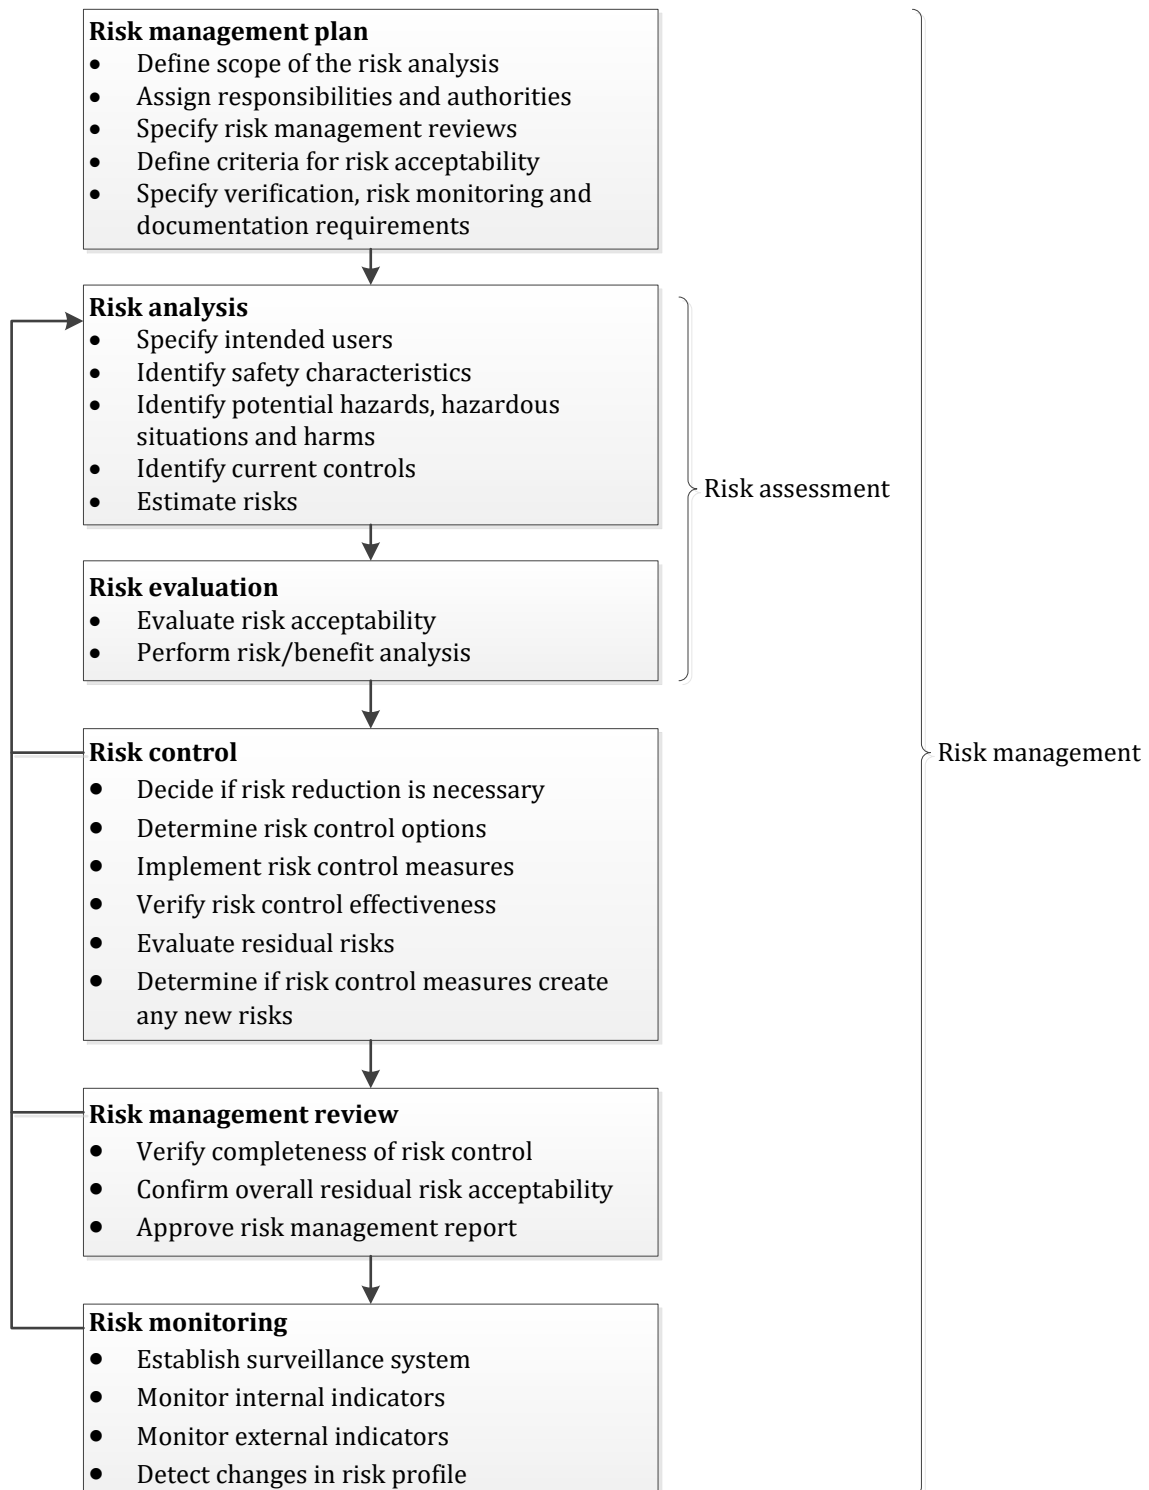 Risk management plan
• Define scope of the risk analysis
• Assign responsibilities and authorities
• Specify risk management reviews
• Define criteria for risk acceptability
• Specify verification, risk monitoring and
documentation requirements
Risk analysis
• Specify intended users
• Identify safety characteristics
• Identify potential hazards, hazardous
situations and harms
• Identify current controls
• Estimate risks
Risk assessment
Risk evaluation
• Evaluate risk acceptability
• Perform risk/benefit analysis
Risk control
• Decide if risk reduction is necessary
• Determine risk control options
• Implement risk control measures
• Verify risk control effectiveness
• Evaluate residual risks
• Determine if risk control measures create
any new risks
Risk management
Risk management review
• Verify completeness of risk control
• Confirm overall residual risk acceptability
• Approve risk management report
Risk monitoring
• Establish surveillance system
• Monitor internal indicators
• Monitor external indicators
• Detect changes in risk profile